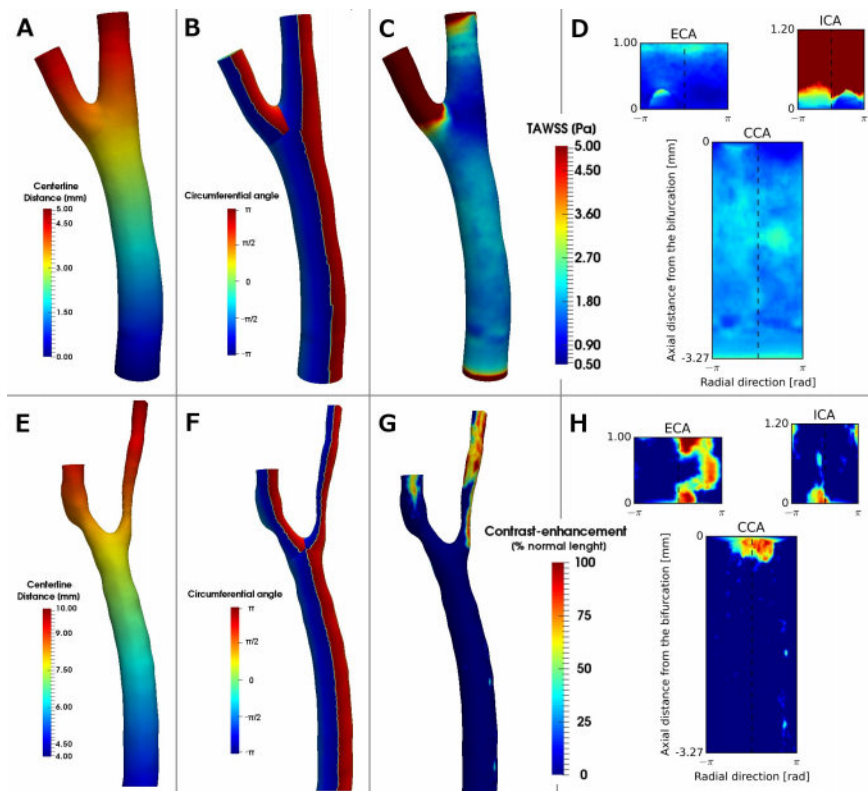 A
Centerline
Distance (mm)
5.00
4.50
3.00
1.50
0.00
B
Circumferential angle
π
π/2
0
-π/2
-π
C
TAWSS (Pa)
5.00
4.50
3.60
2.70
1.80
0.90
0.50
D
ECA
1.00
0
−π
π
ICA
1.20
0
−π
π
CCA
0
Axial distance from the bifurcation [mm]
-3.27
−π
π
Radial direction [rad]
E
Centerline
Distance (mm)
10.00
9.00
7.50
6.00
4.50
4.00
F
Circumferential angle
π
π/2
0
-π/2
-π
G
Contrast-enhancement
(% normal lenght)
100
75
50
25
0
H
ECA
1.00
0
−π
π
ICA
1.20
0
−π
π
CCA
0
Axial distance from the bifurcation [mm]
-3.27
−π
π
Radial direction [rad]